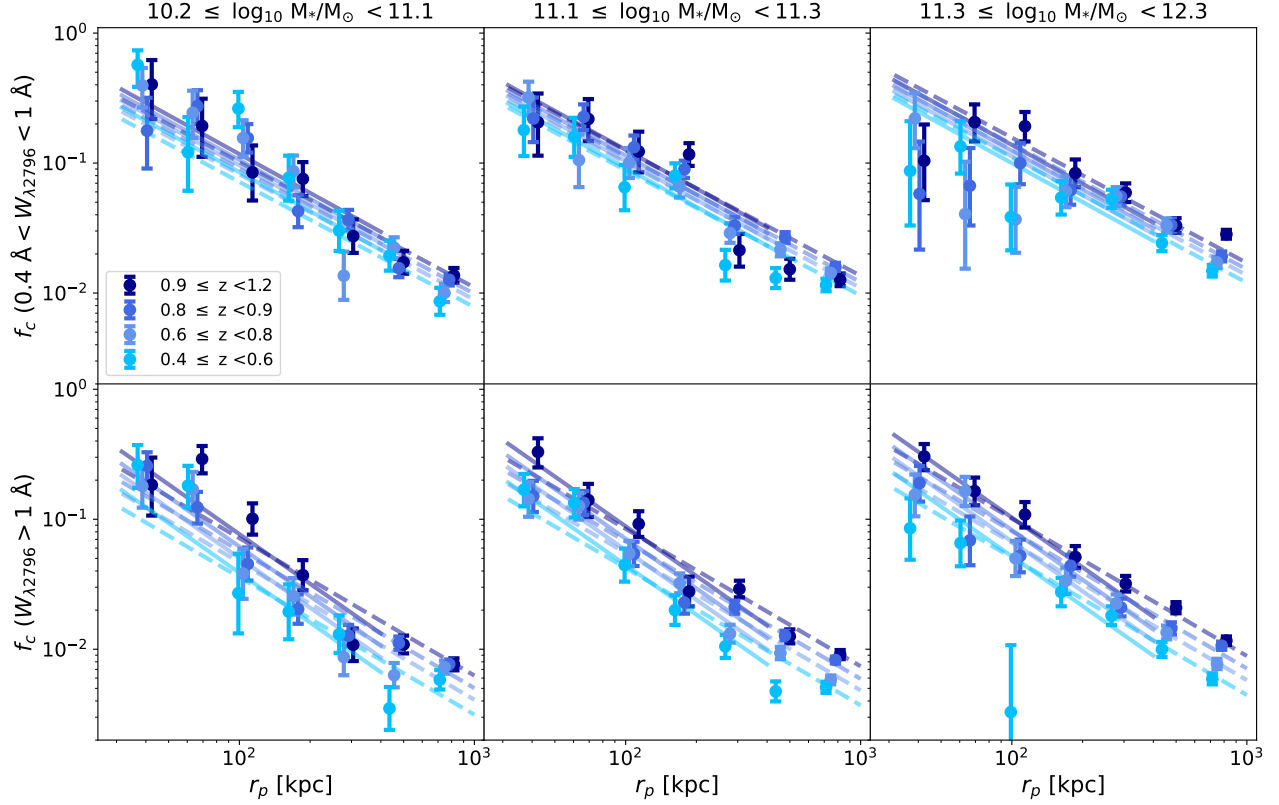 10.2 ≤ log₁₀ M*/M⊙ < 11.1
11.1 ≤ log₁₀ M*/M⊙ < 11.3
11.3 ≤ log₁₀ M*/M⊙ < 12.3
f_c (0.4 Å < W_λ2796 < 1 Å)
10⁰
10⁻¹
10⁻²
0.9 ≤ z <1.2
0.8 ≤ z <0.9
0.6 ≤ z <0.8
0.4 ≤ z <0.6
f_c (W_λ2796 > 1 Å)
10⁰
10⁻¹
10⁻²
10² 10³ 10² 10³ 10² 10³
r_p [kpc] r_p [kpc] r_p [kpc]